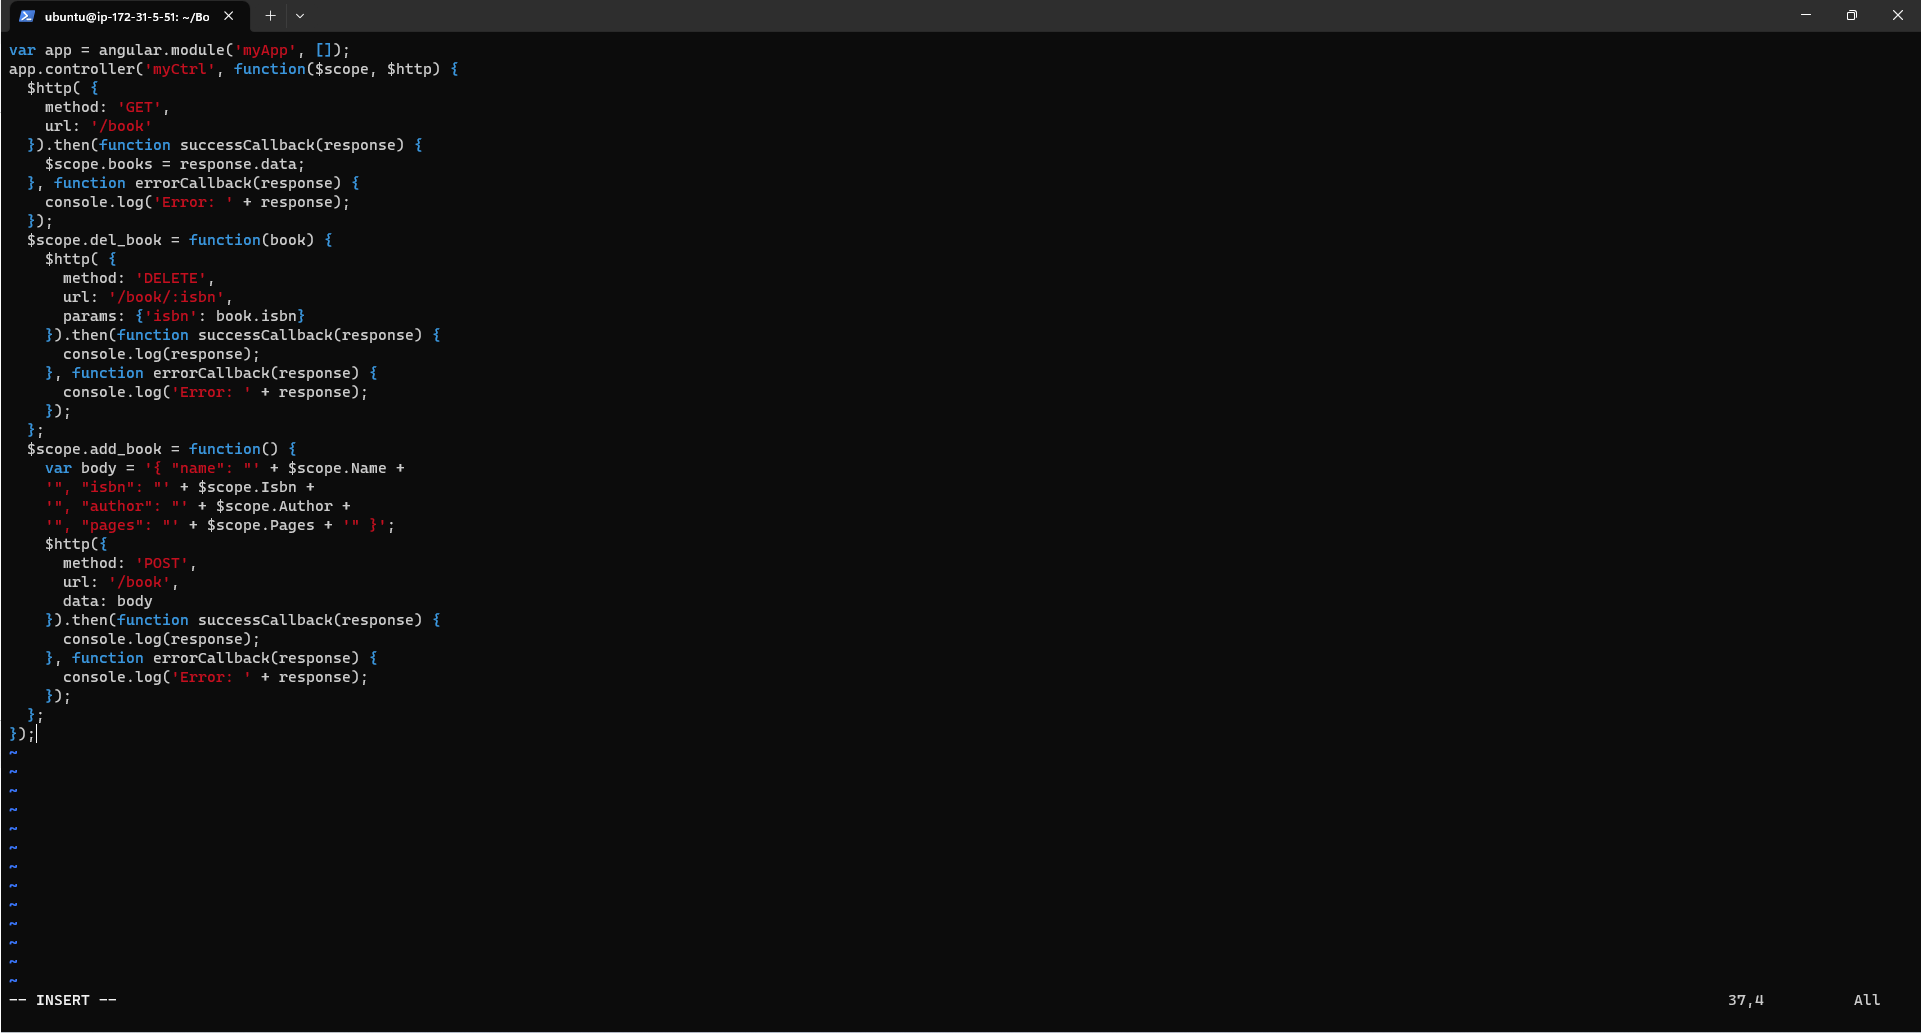 ubuntu@ip-172-31-5-51: ~/Bo
var app = angular.module('myApp', []);
app.controller('myCtrl', function($scope, $http) {
  $http( {
    method: 'GET',
    url: '/book'
  }).then(function successCallback(response) {
    $scope.books = response.data;
  }, function errorCallback(response) {
    console.log('Error: ' + response);
  });
  $scope.del_book = function(book) {
    $http( {
      method: 'DELETE',
      url: '/book/:isbn',
      params: {'isbn': book.isbn}
    }).then(function successCallback(response) {
      console.log(response);
    }, function errorCallback(response) {
      console.log('Error: ' + response);
    });
  };
  $scope.add_book = function() {
    var body = '{ "name": "' + $scope.Name +
    '", "isbn": "' + $scope.Isbn +
    '", "author": "' + $scope.Author +
    '", "pages": "' + $scope.Pages + '" }';
    $http({
      method: 'POST',
      url: '/book',
      data: body
    }).then(function successCallback(response) {
      console.log(response);
    }, function errorCallback(response) {
      console.log('Error: ' + response);
    });
  };
});
~
~
~
~
~
~
~
~
~
~
~
~
~
-- INSERT -- 37,4 All